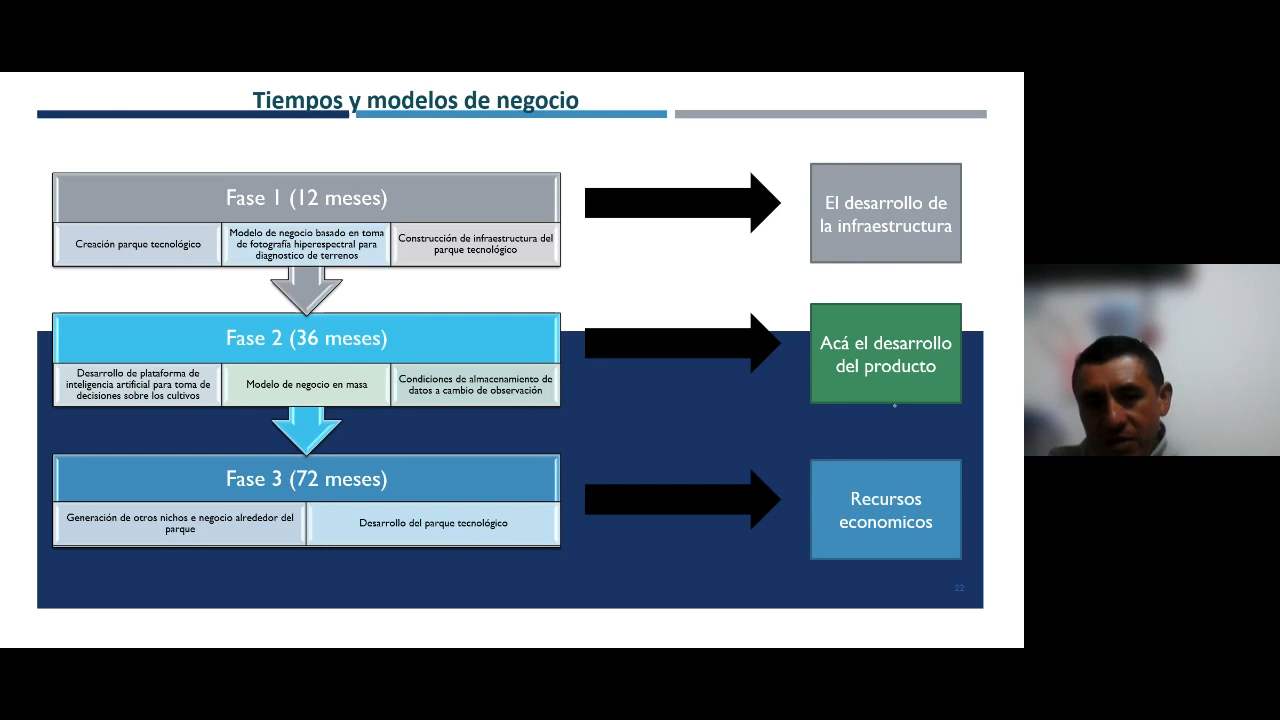 Tiempos y modelos de negocio
Fase 1 (12 meses)
Creación parque tecnológico
Modelo de negocio basado en toma
de fotografía hiperespectral para
diagnostico de terrenos
Construcción de infraestructura del
parque tecnológico
El desarrollo de
la infraestructura
Fase 2 (36 meses)
Desarrollo de plataforma de
inteligencia artificial para toma de
decisiones sobre los cultivos
Modelo de negocio en masa
Condiciones de almacenamiento de
datos a cambio de observación
Acá el desarrollo
del producto
Fase 3 (72 meses)
Generación de otros nichos e negocio alrededor del
parque
Desarrollo del parque tecnológico
Recursos
economicos
22